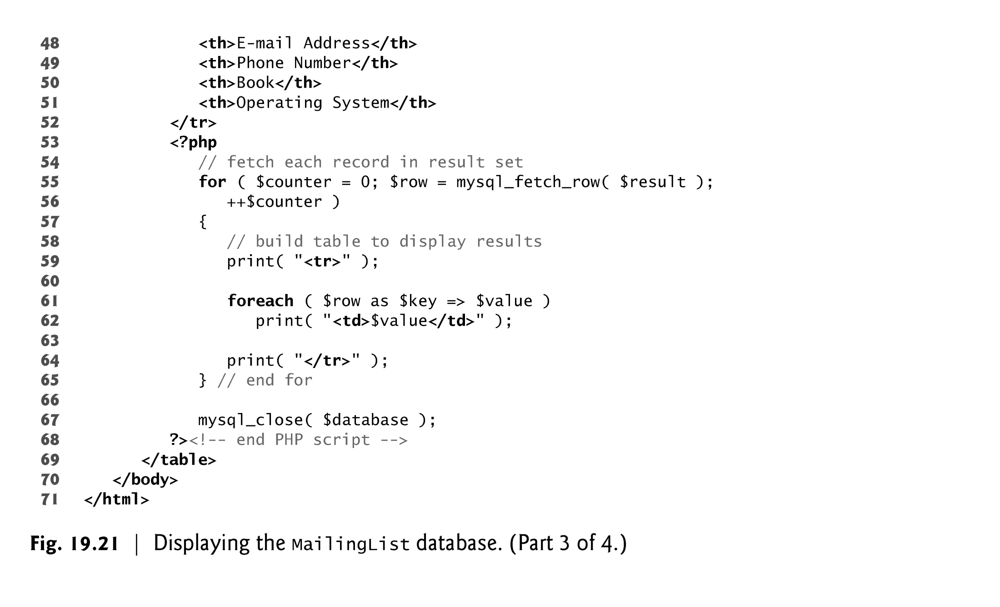 48 <th>E-mail Address</th>
49 <th>Phone Number</th>
50 <th>Book</th>
51 <th>Operating System</th>
52 </tr>
53 <?php
54 // fetch each record in result set
55 for ( $counter = 0; $row = mysql_fetch_row( $result );
56 ++$counter )
57 {
58 // build table to display results
59 print( "<tr>" );
60
61 foreach ( $row as $key => $value )
62 print( "<td>$value</td>" );
63
64 print( "</tr>" );
65 } // end for
66
67 mysql_close( $database );
68 ?><!-- end PHP script -->
69 </table>
70 </body>
71 </html>
Fig. 19.21 | Displaying the MailingList database. (Part 3 of 4.)